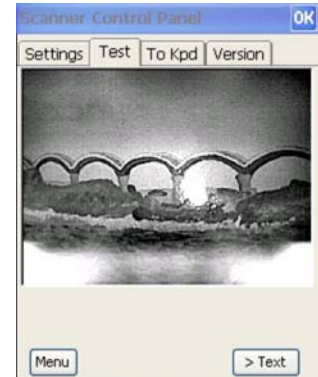 Scanner Control Panel OK
Settings Test To Kpd Version
Menu > Text